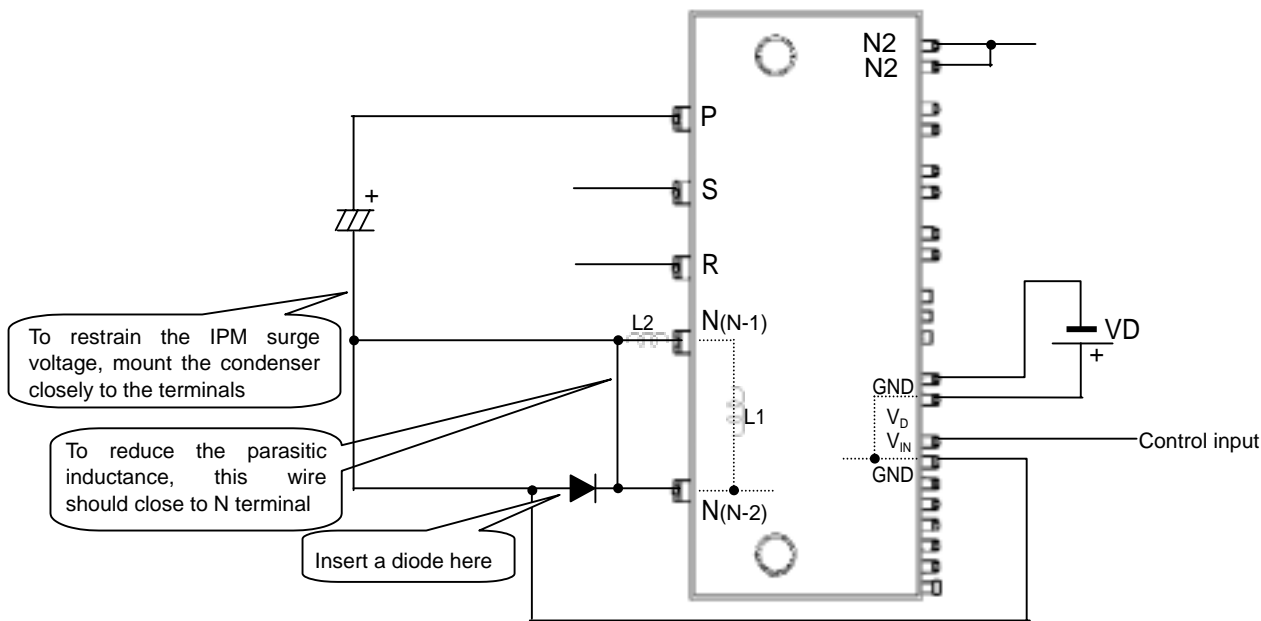 N2
N2
P
+
S
R
To restrain the IPM surge
voltage, mount the condenser
closely to the terminals
L2
N(N-1)
VD
+
GND
L1
V_D
V_IN
Control input
GND
To reduce the parasitic
inductance, this wire
should close to N terminal
N(N-2)
Insert a diode here